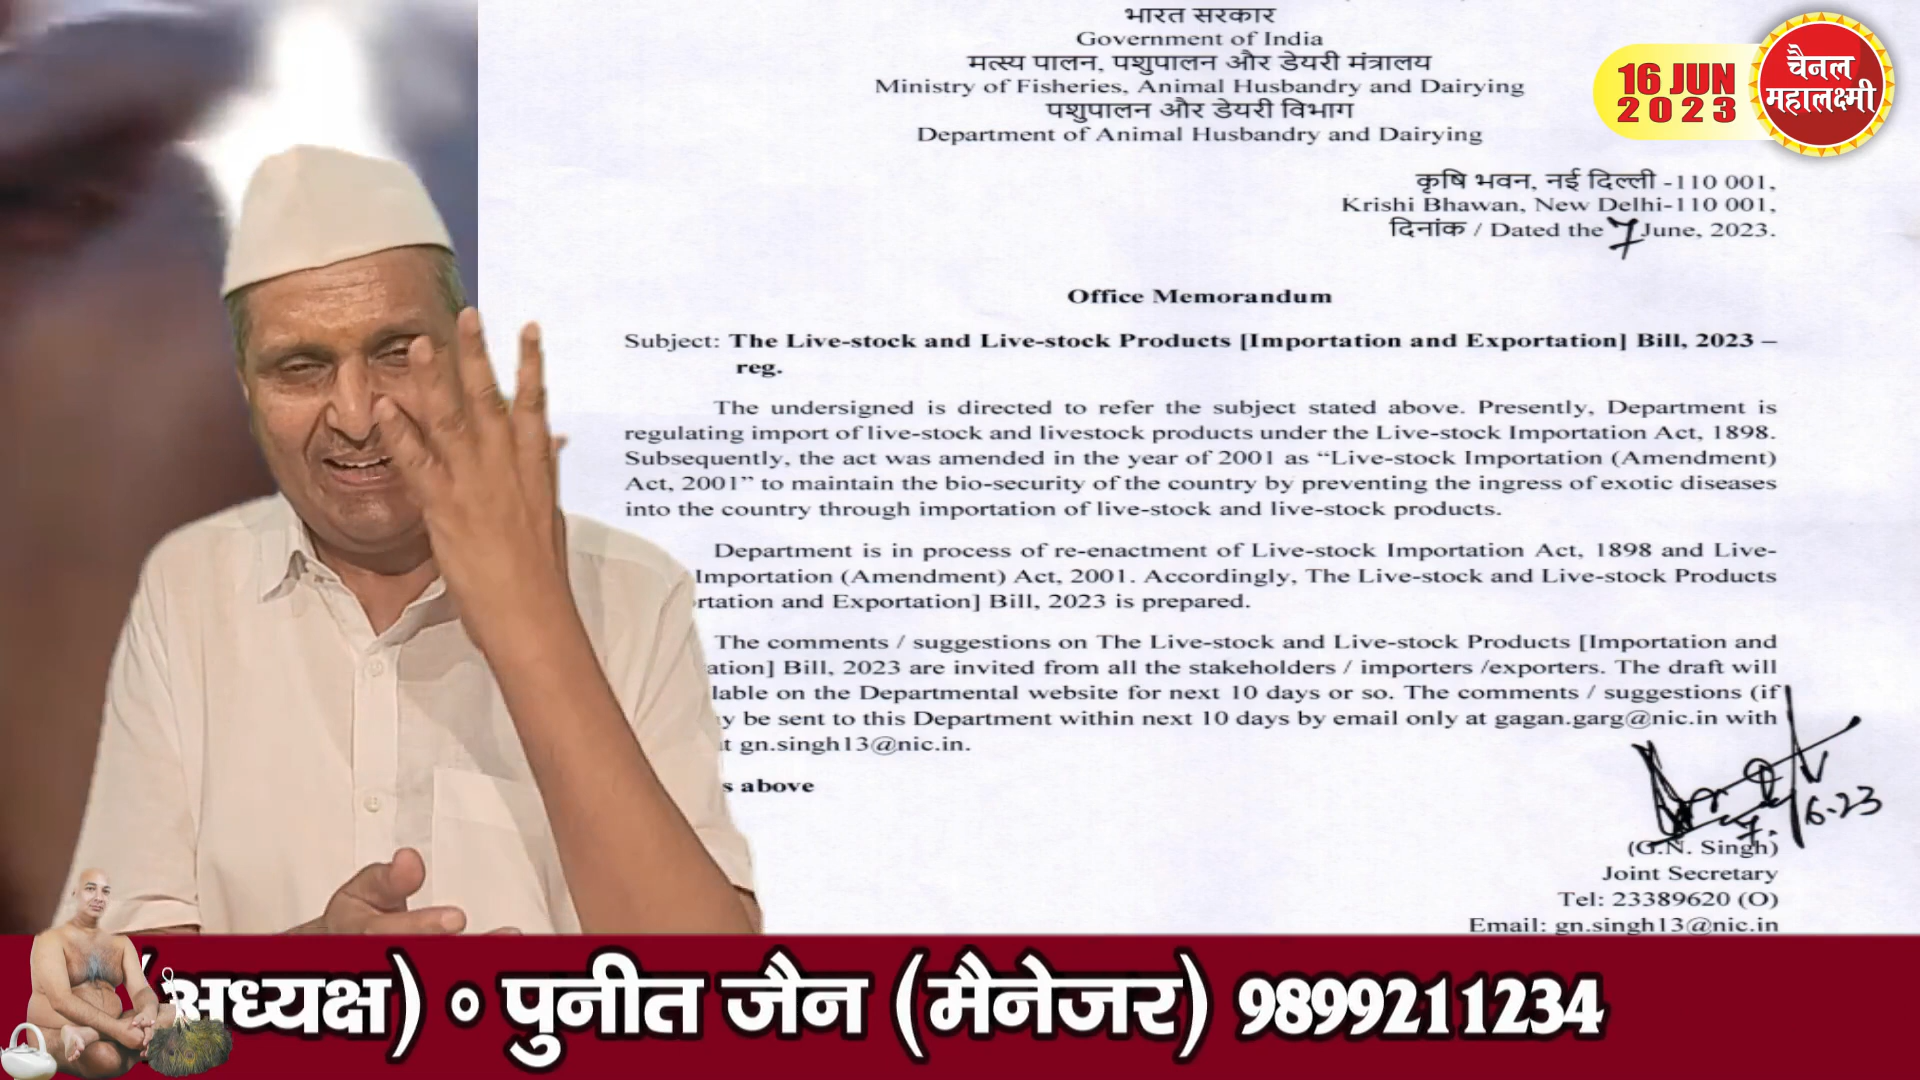 भारत सरकार
Government of India
मत्स्य पालन, पशुपालन और डेयरी मंत्रालय
Ministry of Fisheries, Animal Husbandry and Dairying
पशुपालन और डेयरी विभाग
Department of Animal Husbandry and Dairying
16 JUN
2023
चैनल
महालक्ष्मी
कृषि भवन, नई दिल्ली -110 001,
Krishi Bhawan, New Delhi-110 001,
दिनांक / Dated the 7 June, 2023.
Office Memorandum
Subject: The Live-stock and Live-stock Products [Importation and Exportation] Bill, 2023 –
reg.
The undersigned is directed to refer the subject stated above. Presently, Department is
regulating import of live-stock and livestock products under the Live-stock Importation Act, 1898.
Subsequently, the act was amended in the year of 2001 as “Live-stock Importation (Amendment)
Act, 2001” to maintain the bio-security of the country by preventing the ingress of exotic diseases
into the country through importation of live-stock and live-stock products.
Department is in process of re-enactment of Live-stock Importation Act, 1898 and Live-
Importation (Amendment) Act, 2001. Accordingly, The Live-stock and Live-stock Products
rtation and Exportation] Bill, 2023 is prepared.
The comments / suggestions on The Live-stock and Live-stock Products [Importation and
ation] Bill, 2023 are invited from all the stakeholders / importers /exporters. The draft will
lable on the Departmental website for next 10 days or so. The comments / suggestions (if
y be sent to this Department within next 10 days by email only at gagan.garg@nic.in with
t gn.singh13@nic.in.
s above
7.6-23
(G.N. Singh)
Joint Secretary
Tel: 23389620 (O)
Email: gn.singh13@nic.in
(अध्यक्ष) ० पुनीत जैन (मैनेजर) 9899211234